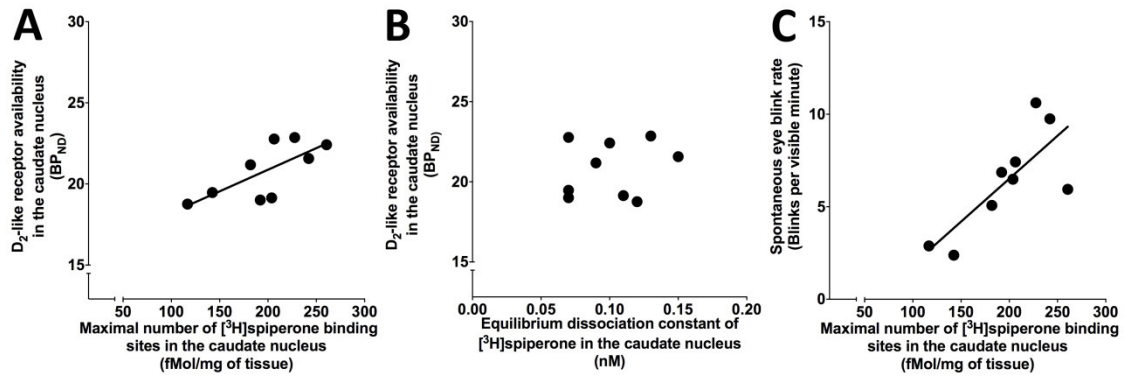 A
D₂-like receptor availability
in the caudate nucleus
(BP_ND)
30
25
20
15
50 100 150 200 250 300
Maximal number of [³H]spiperone binding
sites in the caudate nucleus
(fMol/mg of tissue)
B
D₂-like receptor availability
in the caudate nucleus
(BP_ND)
30
25
20
15
0.00 0.05 0.10 0.15 0.20
Equilibrium dissociation constant of
[³H]spiperone in the caudate nucleus
(nM)
C
Spontaneous eye blink rate
(Blinks per visible minute)
15
10
5
0
50 100 150 200 250 300
Maximal number of [³H]spiperone binding
sites in the caudate nucleus
(fMol/mg of tissue)